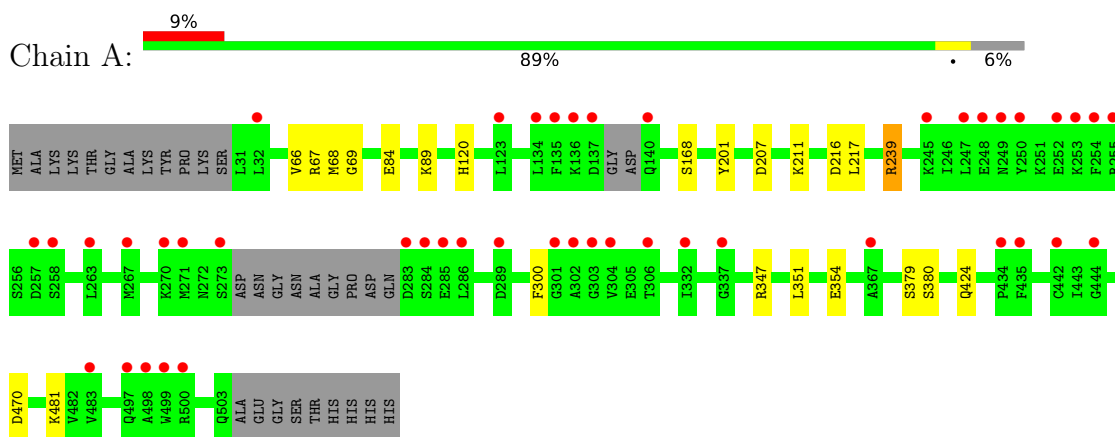 9%
Chain A:
89%
•
6%
MET ALA LYS LYS THR GLY ALA LYS TYR PRO LYS SER L31 L32 V66 R67 M68 G69 E84 K89 H120 L123 L134 F135 K136 D137 GLY ASP Q140 S168 Y201 D207 K211 D216 L217 R239 K245 I246 L247 E248 N249 Y250 K251 E252 K253 F254
S256 D257 S258 L263 M267 K270 M271 N272 S273 ASP ASN GLY ASN ALA GLY PRO ASP GLN D283 S284 E285 L286 D289 F300 G301 A302 G303 V304 E305 T306 I332 G337 R347 L351 E354 A367 S379 S380 Q424 P434 F435 C442 I443 G444
D470 K481 V482 V483 Q497 A498 W499 R500 Q503 ALA GLU GLY SER THR HIS HIS HIS HIS